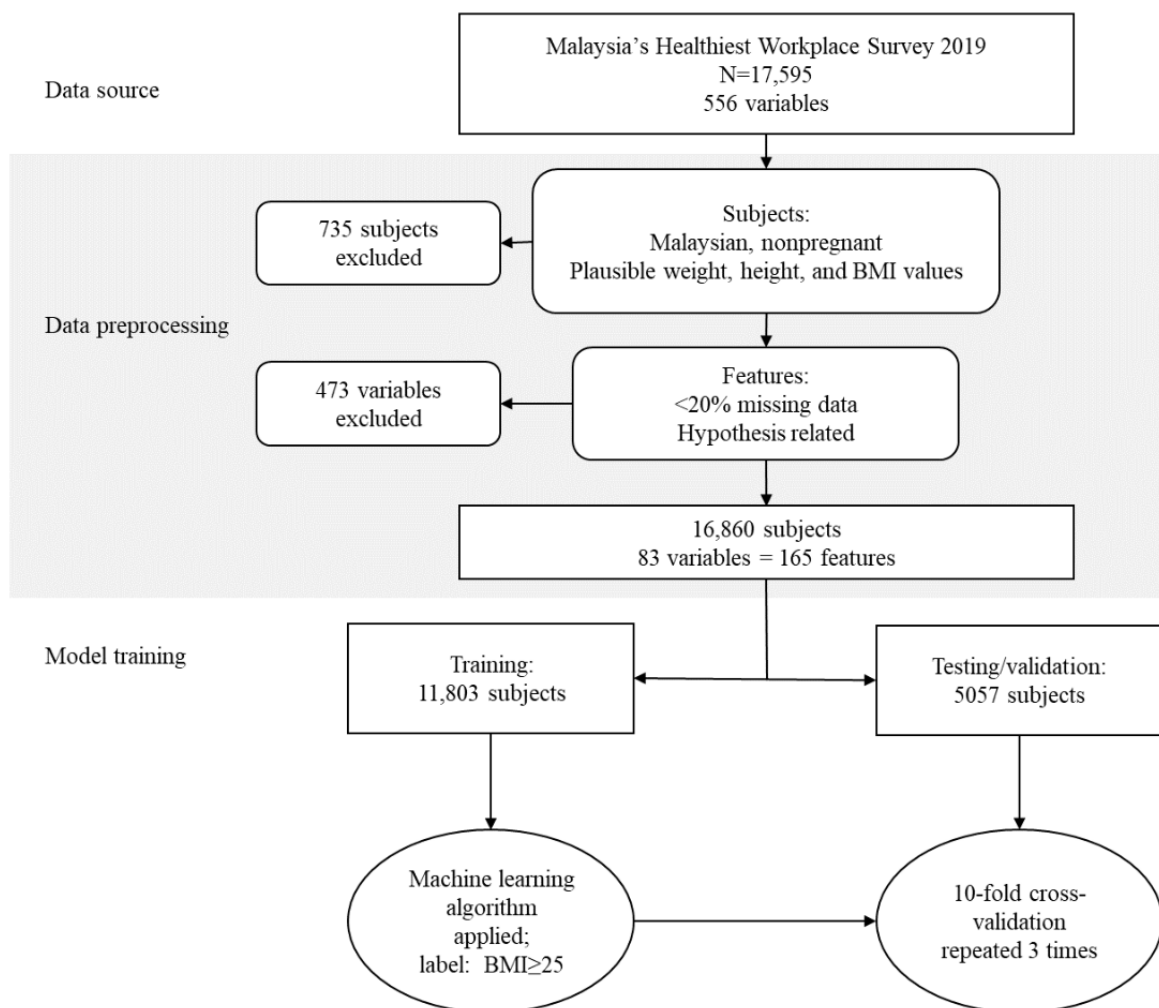 Malaysia's Healthiest Workplace Survey 2019
N=17,595
556 variables
Data source
Subjects:
Malaysian, nonpregnant
Plausible weight, height, and BMI values
735 subjects
excluded
Data preprocessing
Features:
<20% missing data
Hypothesis related
473 variables
excluded
16,860 subjects
83 variables = 165 features
Model training
Training:
11,803 subjects
Testing/validation:
5057 subjects
Machine learning
algorithm
applied;
label:  BMI≥25
10-fold cross-
validation
repeated 3 times